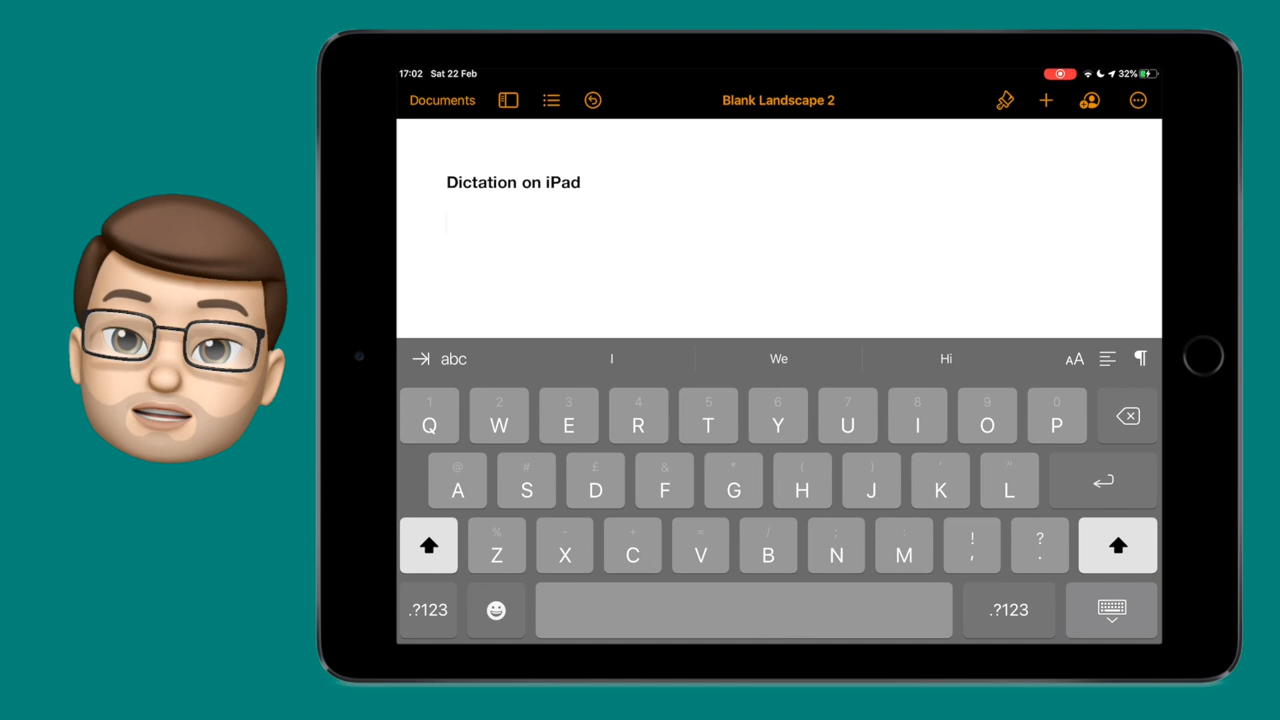 17:02 Sat 22 Feb 32%
Documents Blank Landscape 2
Dictation on iPad
abc I We Hi AA
1 2 3 4 5 6 7 8 9 0
Q W E R T Y U I O P
@ # £ & * ( ) ' "
A S D F G H J K L
% - + = / ; : ! ?
Z X C V B N M , .
.?123 .?123